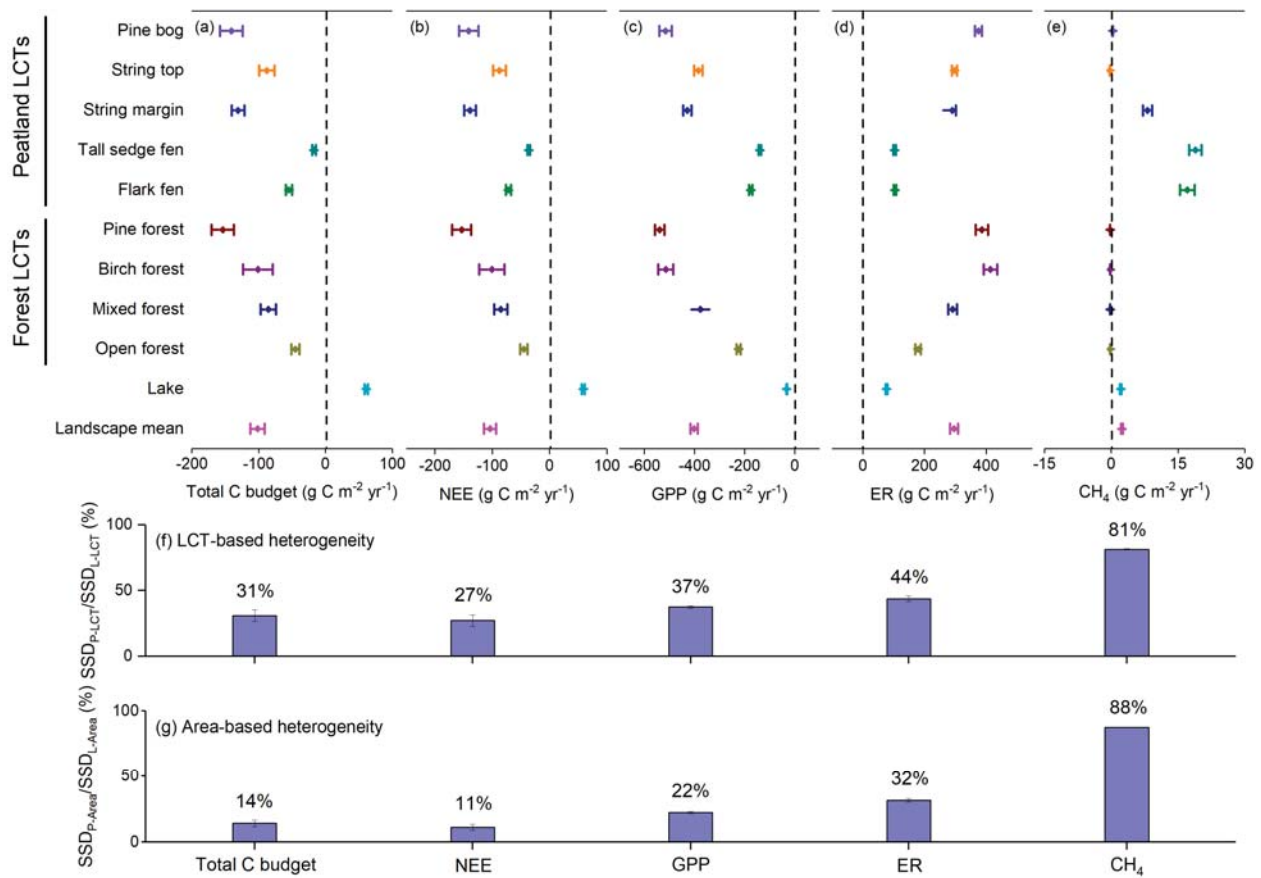 Peatland LCTs
Forest LCTs
Pine bog
String top
String margin
Tall sedge fen
Flark fen
Pine forest
Birch forest
Mixed forest
Open forest
Lake
Landscape mean
(a) (b) (c) (d) (e)
-200 -100 0 100
Total C budget (g C m⁻² yr⁻¹)
-200 -100 0 100
NEE (g C m⁻² yr⁻¹)
-600 -400 -200 0
GPP (g C m⁻² yr⁻¹)
0 200 400
ER (g C m⁻² yr⁻¹)
-15 0 15 30
CH₄ (g C m⁻² yr⁻¹)
SSD_P-LCT/SSD_L-LCT (%)
100
50
0
(f) LCT-based heterogeneity
31% 27% 37% 44% 81%
SSD_P-Area/SSD_L-Area (%)
100
50
0
(g) Area-based heterogeneity
14% 11% 22% 32% 88%
Total C budget NEE GPP ER CH₄